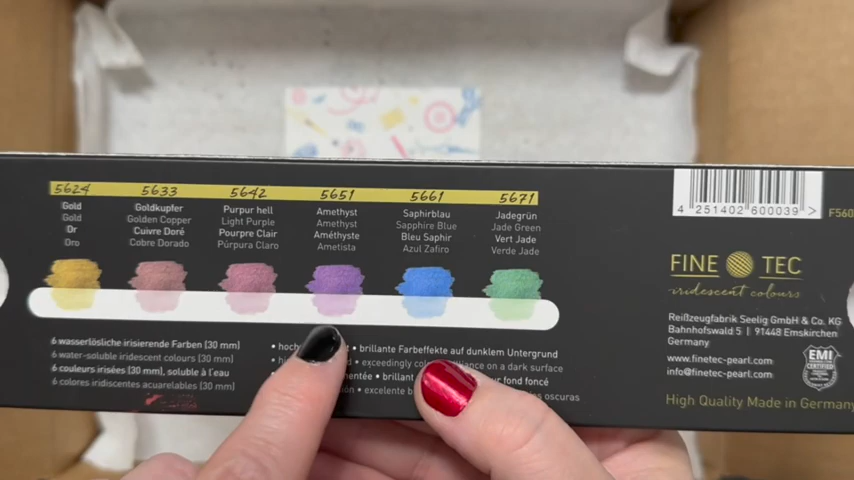 5624 5633 5642 5651 5661 5671
Gold Goldkupfer Purpur hell Amethyst Saphirblau Jadegrün
Gold Golden Copper Light Purple Amethyst Sapphire Blue Jade Green
Or Cuivre Doré Pourpre Clair Améthyste Bleu Saphir Vert Jade
Oro Cobre Dorado Púrpura Claro Ametista Azul Zafiro Verde Jade
6 wasserlösliche irisierende Farben (30 mm)
6 water-soluble iridescent colours (30 mm)
6 couleurs irisées (30 mm), soluble à l'eau
6 colores iridiscentes acuarelables (30 mm)
• brillante Farbeffekte auf dunklem Untergrund
• exceedingly on a dark surface
• fond foncé
• excelente oscuras
4 251402 600039 >
F560
FINE TEC
iridescent colours
Reißzeugfabrik Seelig GmbH & Co. KG
Bahnhofswald 5 | 91448 Emskirchen
Germany
www.finetec-pearl.com
info@finetec-pearl.com
EMI
CERTIFIED
High Quality Made in Germany